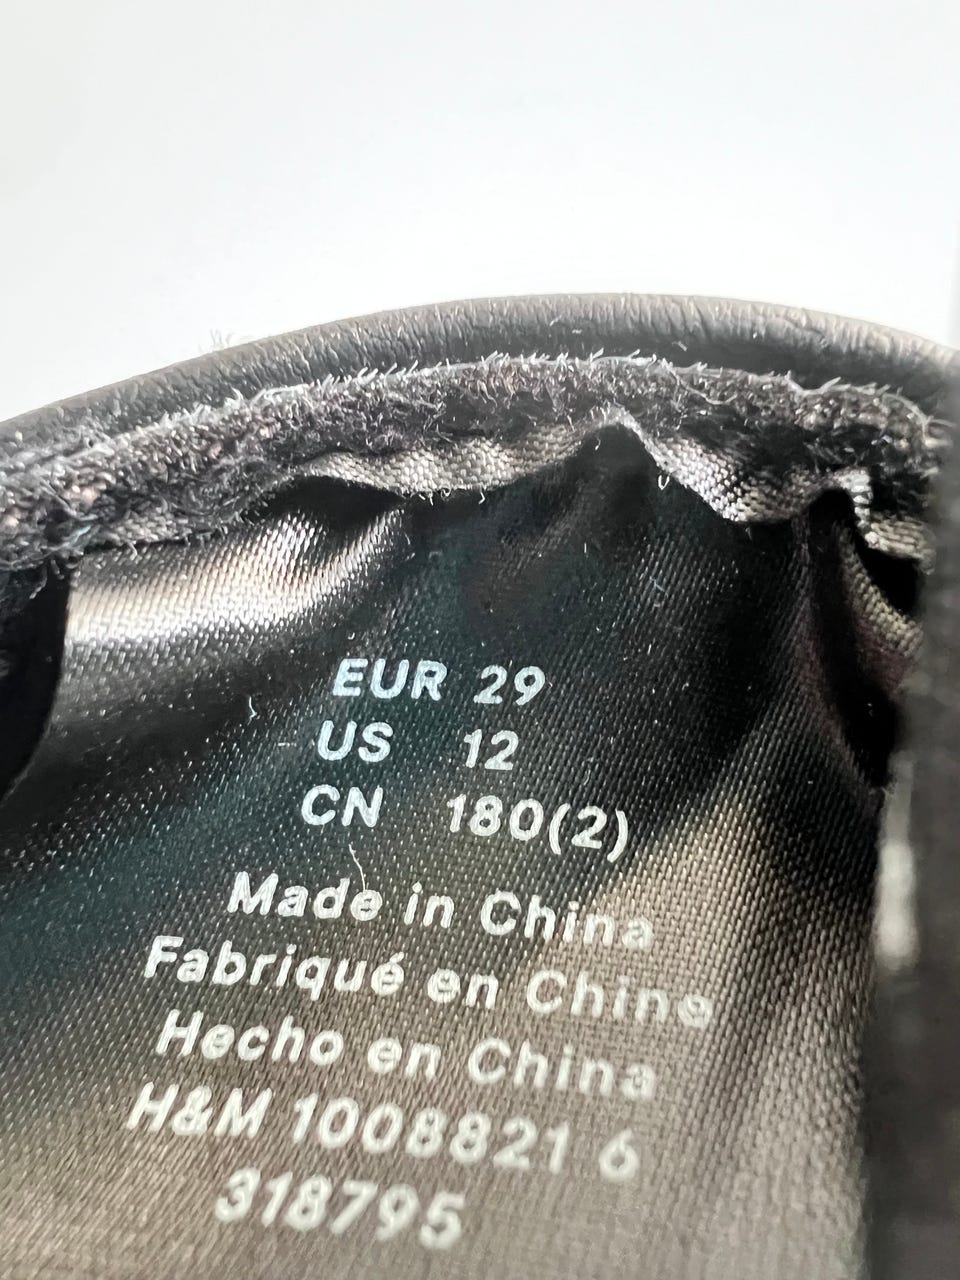 EUR 29
US 12
CN 180(2)
Made in China
Fabriqué en Chine
Hecho en China
H&M 1008821 6
318795